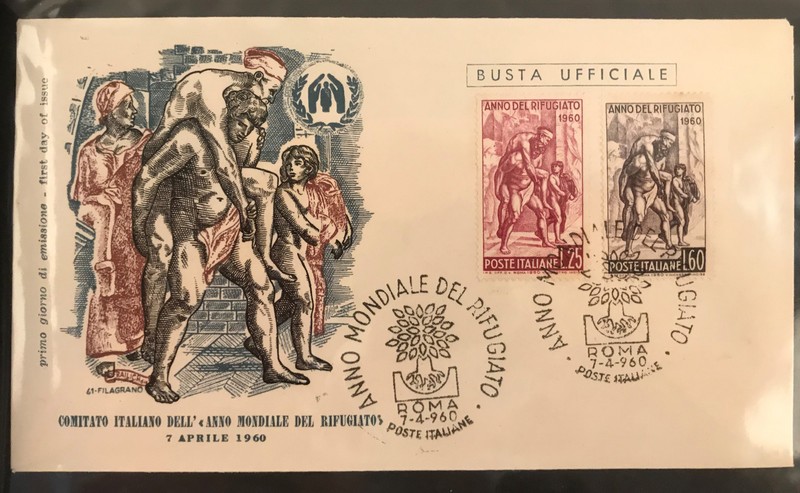 primo giorno di emissione - first day of issue
BUSTA UFFICIALE
ANNO DEL RIFUGIATO
1960
POSTE ITALIANE L.25
ANNO DEL RIFUGIATO
1960
POSTE ITALIANE L.60
ANNO MONDIALE DEL RIFUGIATO
ROMA
7-4-960
POSTE ITALIANE
ANNO MONDIALE DEL RIFUGIATO
ROMA
7-4-960
POSTE ITALIANE
41-FILAGRANO
COMITATO ITALIANO DELL' «ANNO MONDIALE DEL RIFUGIATO»
7 APRILE 1960